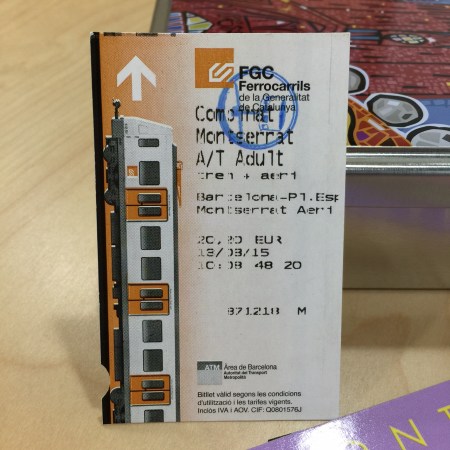 FGC
Ferrocarrils
de la Generalitat
de Catalunya
Combinat
Montserrat
A/T Adult
tren + aeri
Barcelona-Pl.Esp
Montserrat Aeri
20,20 EUR
13/03/15
10:08 48 20
871218 M
ATM Àrea de Barcelona
Autoritat del Transport
Metropolità
Bitllet vàlid segons les condicions
d'utilització i les tarifes vigents.
Inclòs IVA i AOV. CIF: Q0801576J